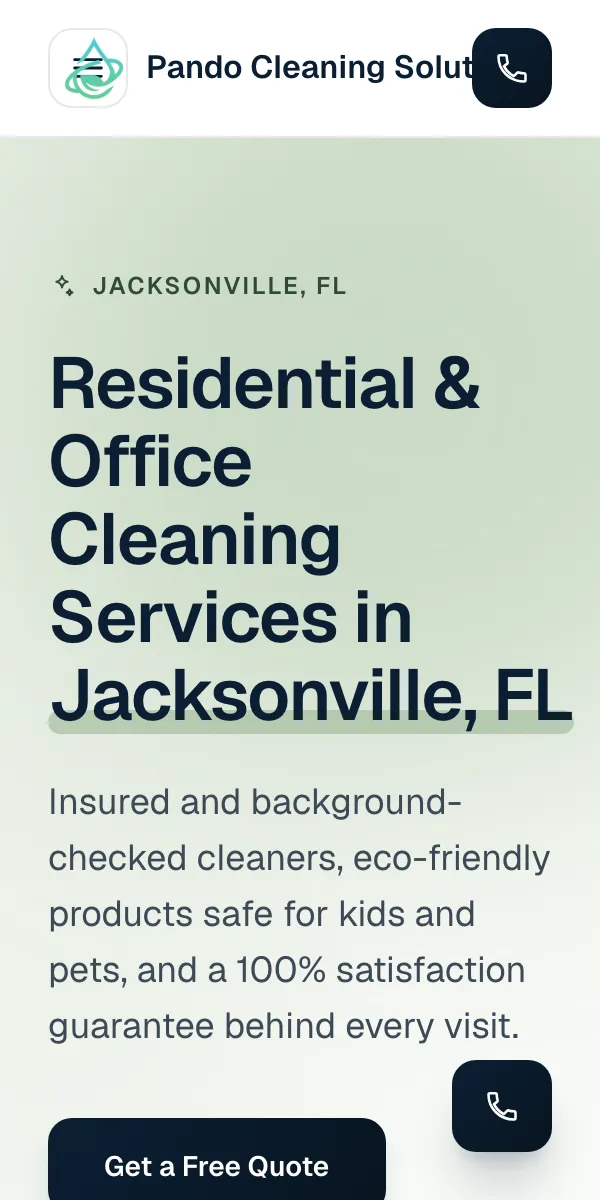 Pando Cleaning Solut
JACKSONVILLE, FL
Residential &
Office
Cleaning
Services in
Jacksonville, FL
Insured and background-
checked cleaners, eco-friendly
products safe for kids and
pets, and a 100% satisfaction
guarantee behind every visit.
Get a Free Quote